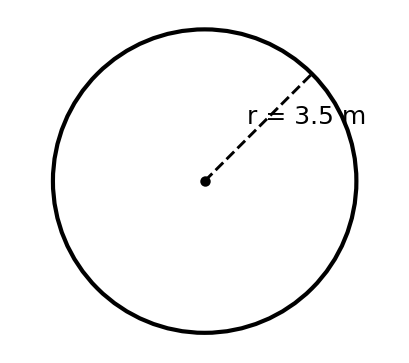 r = 3.5 m